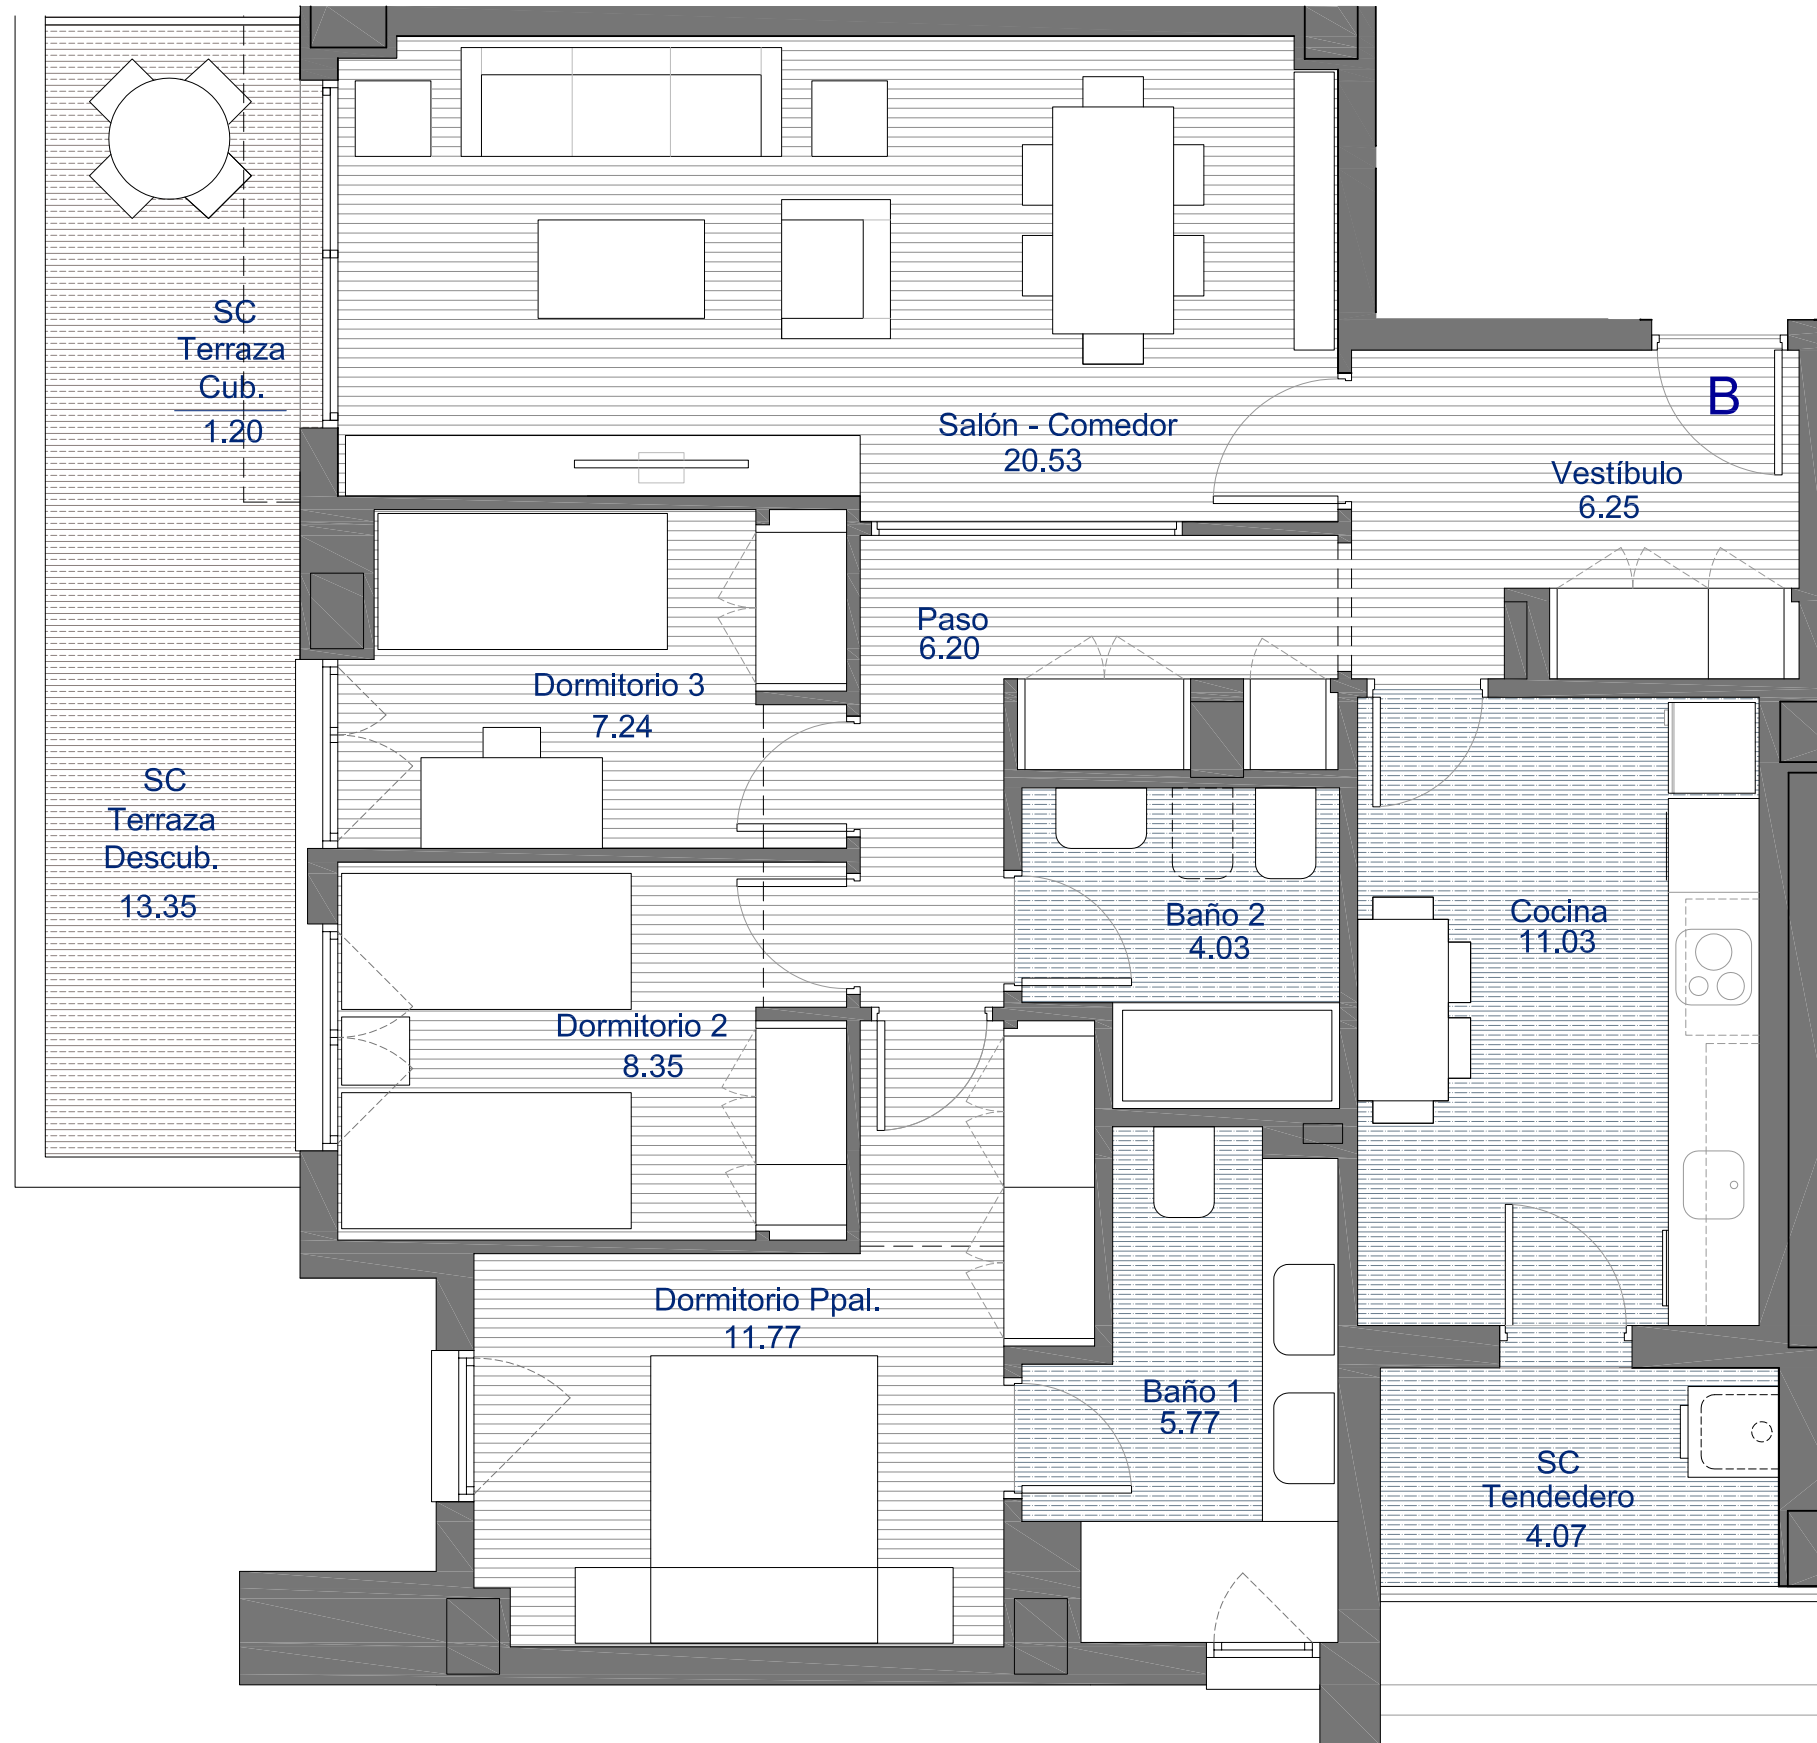 SC
Terraza
Cub.
1.20
Salón - Comedor
20.53
B
Vestíbulo
6.25
Paso
6.20
Dormitorio 3
7.24
SC
Terraza
Descub.
13.35
Baño 2
4.03
Cocina
11.03
Dormitorio 2
8.35
Dormitorio Ppal.
11.77
Baño 1
5.77
SC
Tendedero
4.07